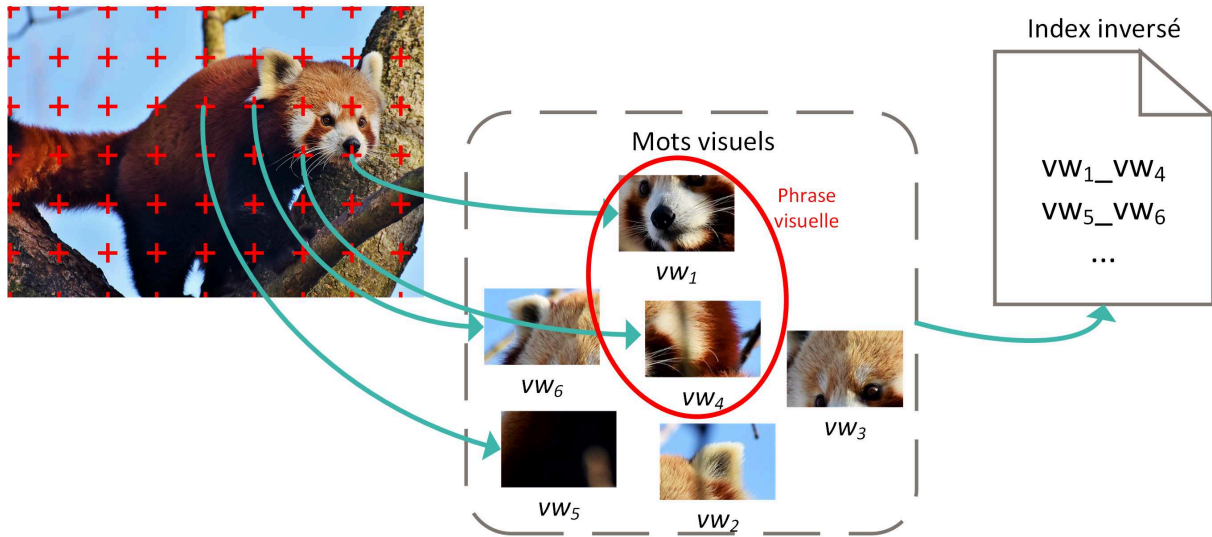 Index inversé
Mots visuels
Phrase
visuelle
vw₁
vw₆
vw₄
vw₃
vw₅
vw₂
vw₁_vw₄
vw₅_vw₆
...